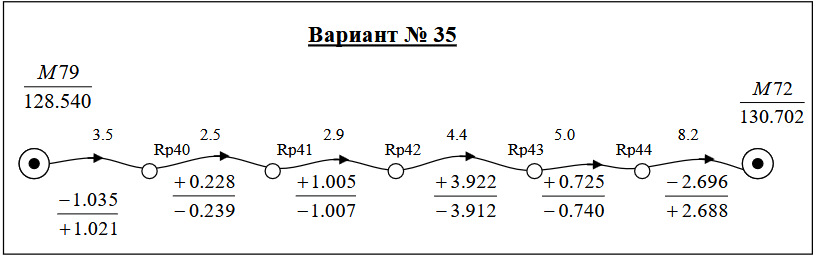 Вариант № 35
M79
128.540
M72
130.702
3.5 2.5 2.9 4.4 5.0 8.2
Rp40 Rp41 Rp42 Rp43 Rp44
−1.035 +0.228 +1.005 +3.922 +0.725 −2.696
+1.021 −0.239 −1.007 −3.912 −0.740 +2.688